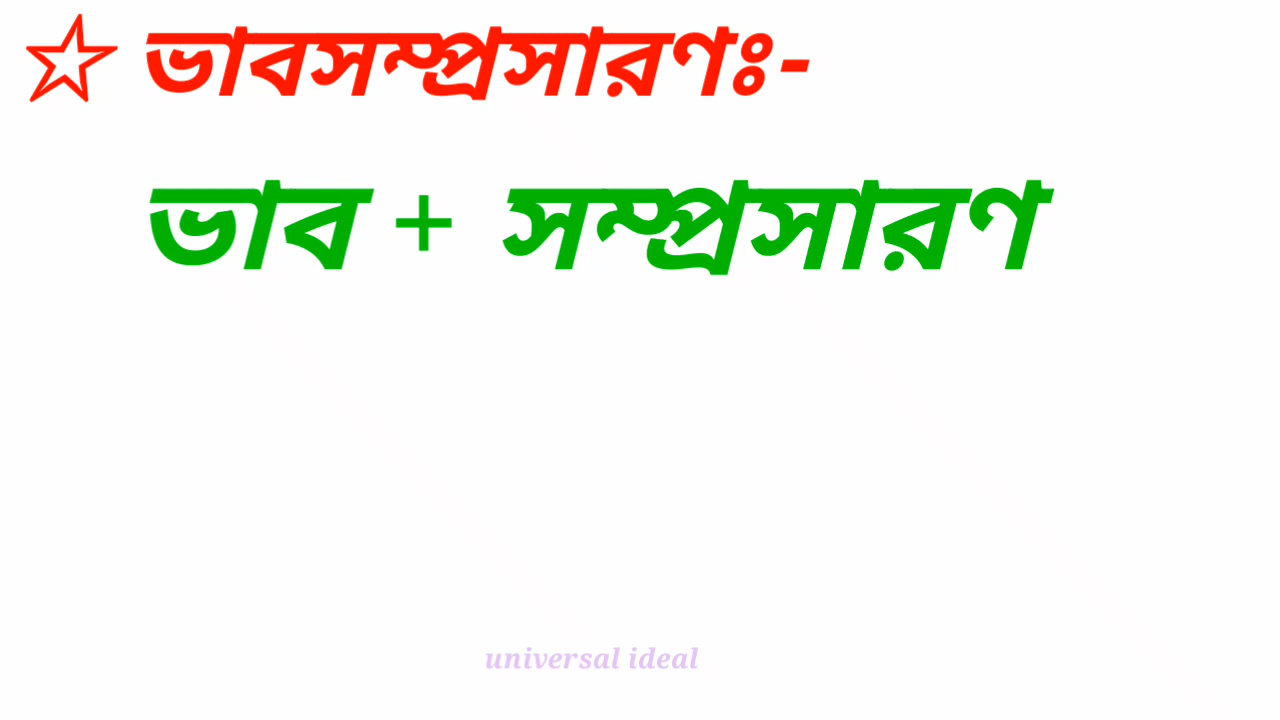 ☆ ভাবসম্প্রসারণঃ-
ভাব + সম্প্রসারণ
universal ideal